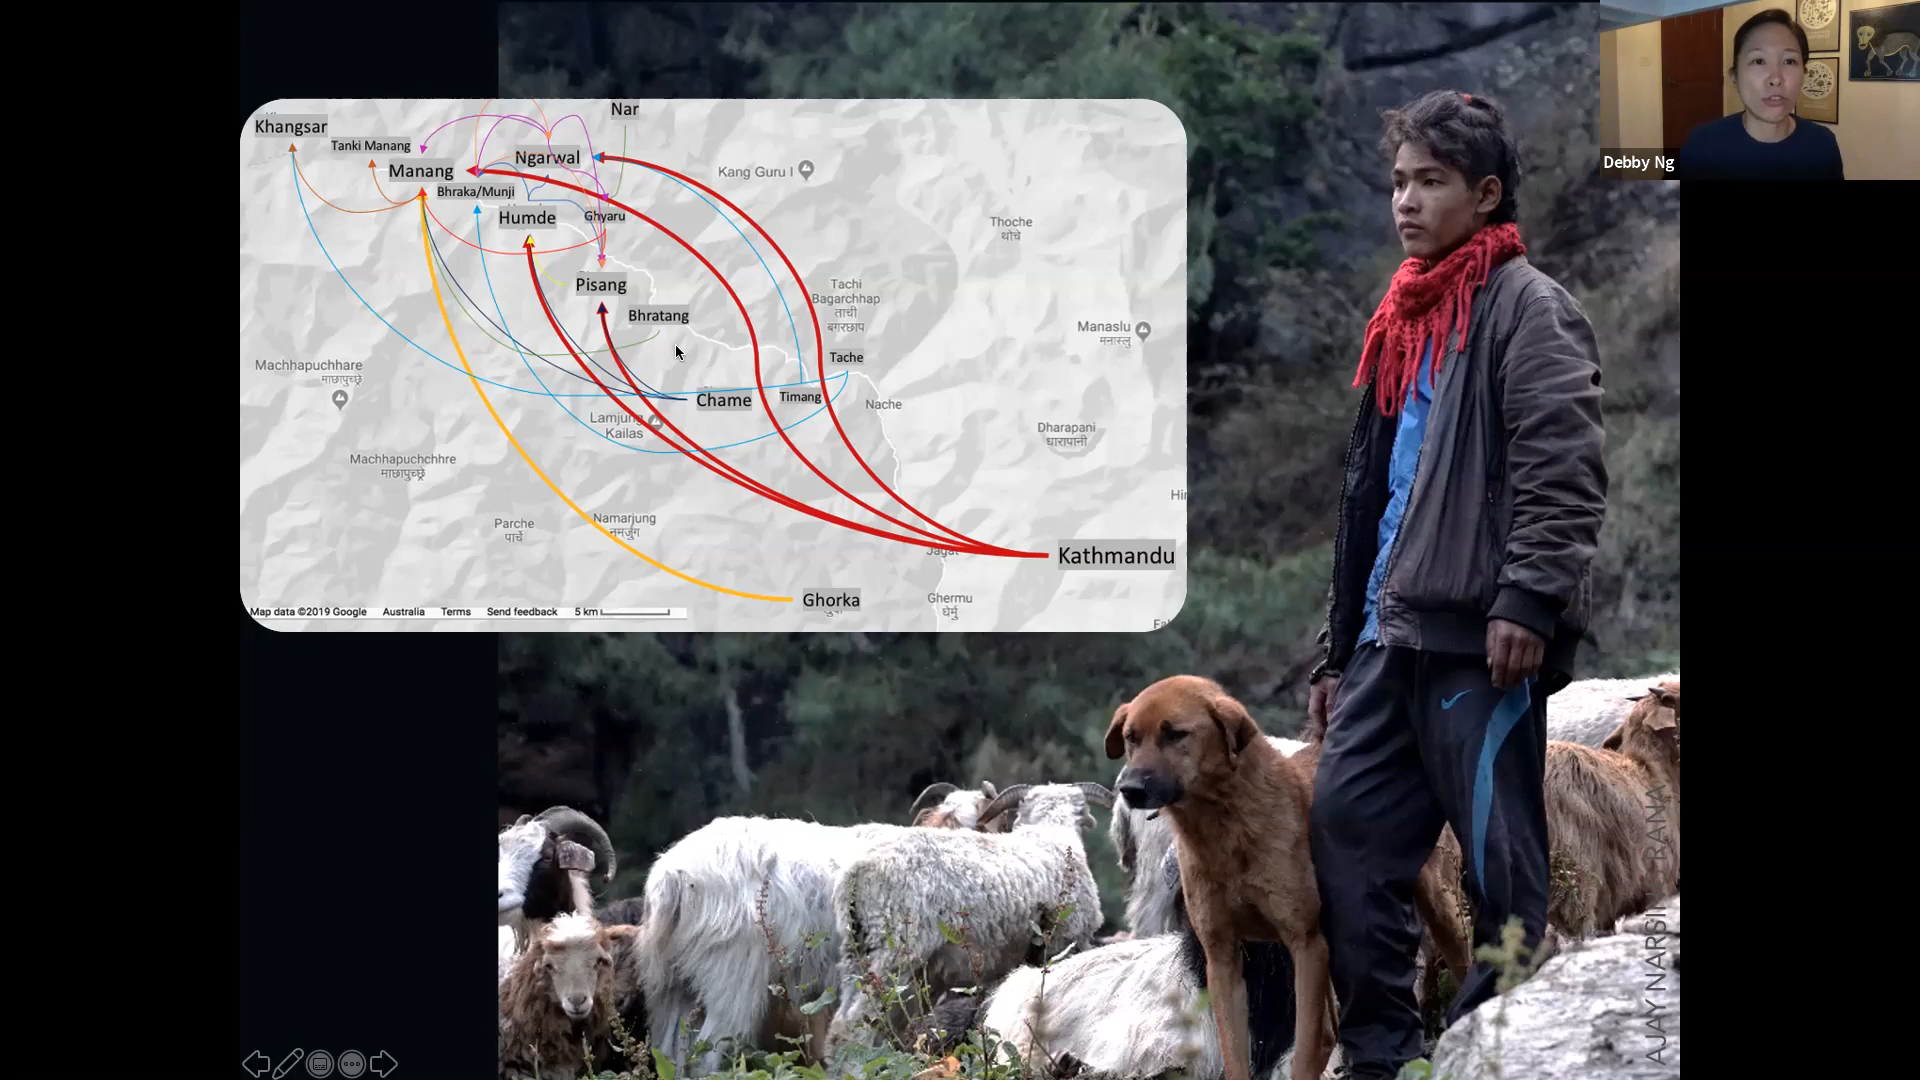 Debby Ng
Nar
Khangsar
Tanki Manang
Manang
Ngarwal
Kang Guru I
Bhraka/Munji
Humde
Ghyaru
Thoche
थोचे
Pisang
Tachi
Bagarchhap
ताची
बगरछाप
Bhratang
Manaslu
मनास्लु
Machhapuchhare
माछापुच्छ्रे
Tache
Chame
Timang
Nache
Lamjung
Kailas
Dharapani
धारापानी
Machhapuchchhre
माछापुच्छ्रे
Parche
पार्चे
Namarjung
नमर्जुंग
Jagat
Kathmandu
Ghorka
Ghermu
घेर्मु
Map data ©2019 Google Australia Terms Send feedback 5 km
AJAY NARSI RANA